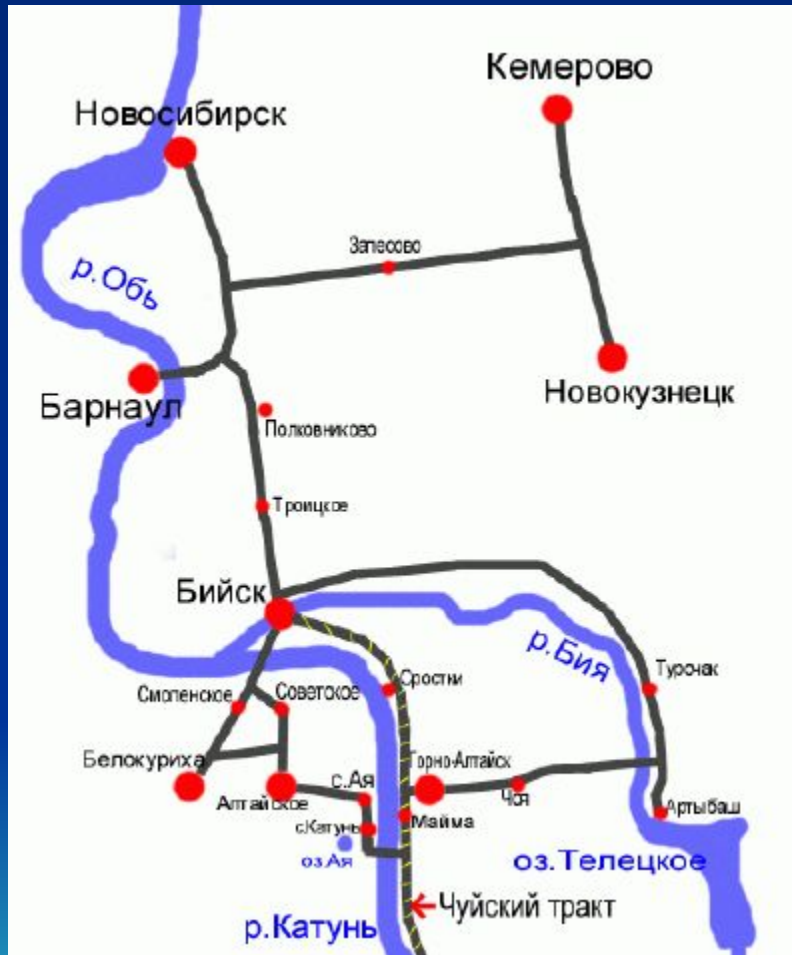 Кемерово
Новосибирск
Залесово
р.Обь
Новокузнецк
Барнаул
Полковниково
Троицкое
Бийск
р.Бия
Турочак
Сростки
Смоленское
Советское
Белокуриха
Горно-Алтайск
с.Ая
Алтайское
Чоя
Артыбаш
Майма
с.Катунь
оз.Ая
оз.Телецкое
Чуйский тракт
р.Катунь